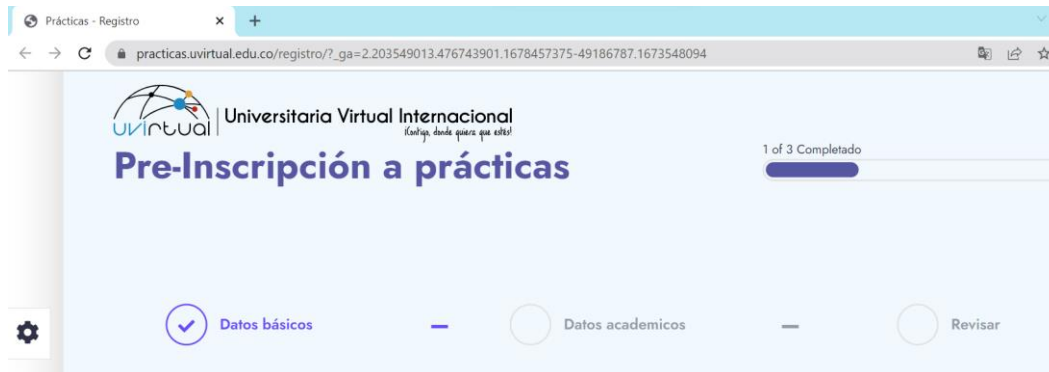 Prácticas - Registro
practicas.uvirtual.edu.co/registro/?_ga=2.203549013.476743901.1678457375-49186787.1673548094
uvirtual
Universitaria Virtual Internacional
¡Contigo, donde quiera que estés!
Pre-Inscripción a prácticas
1 of 3 Completado
Datos básicos
Datos academicos
Revisar